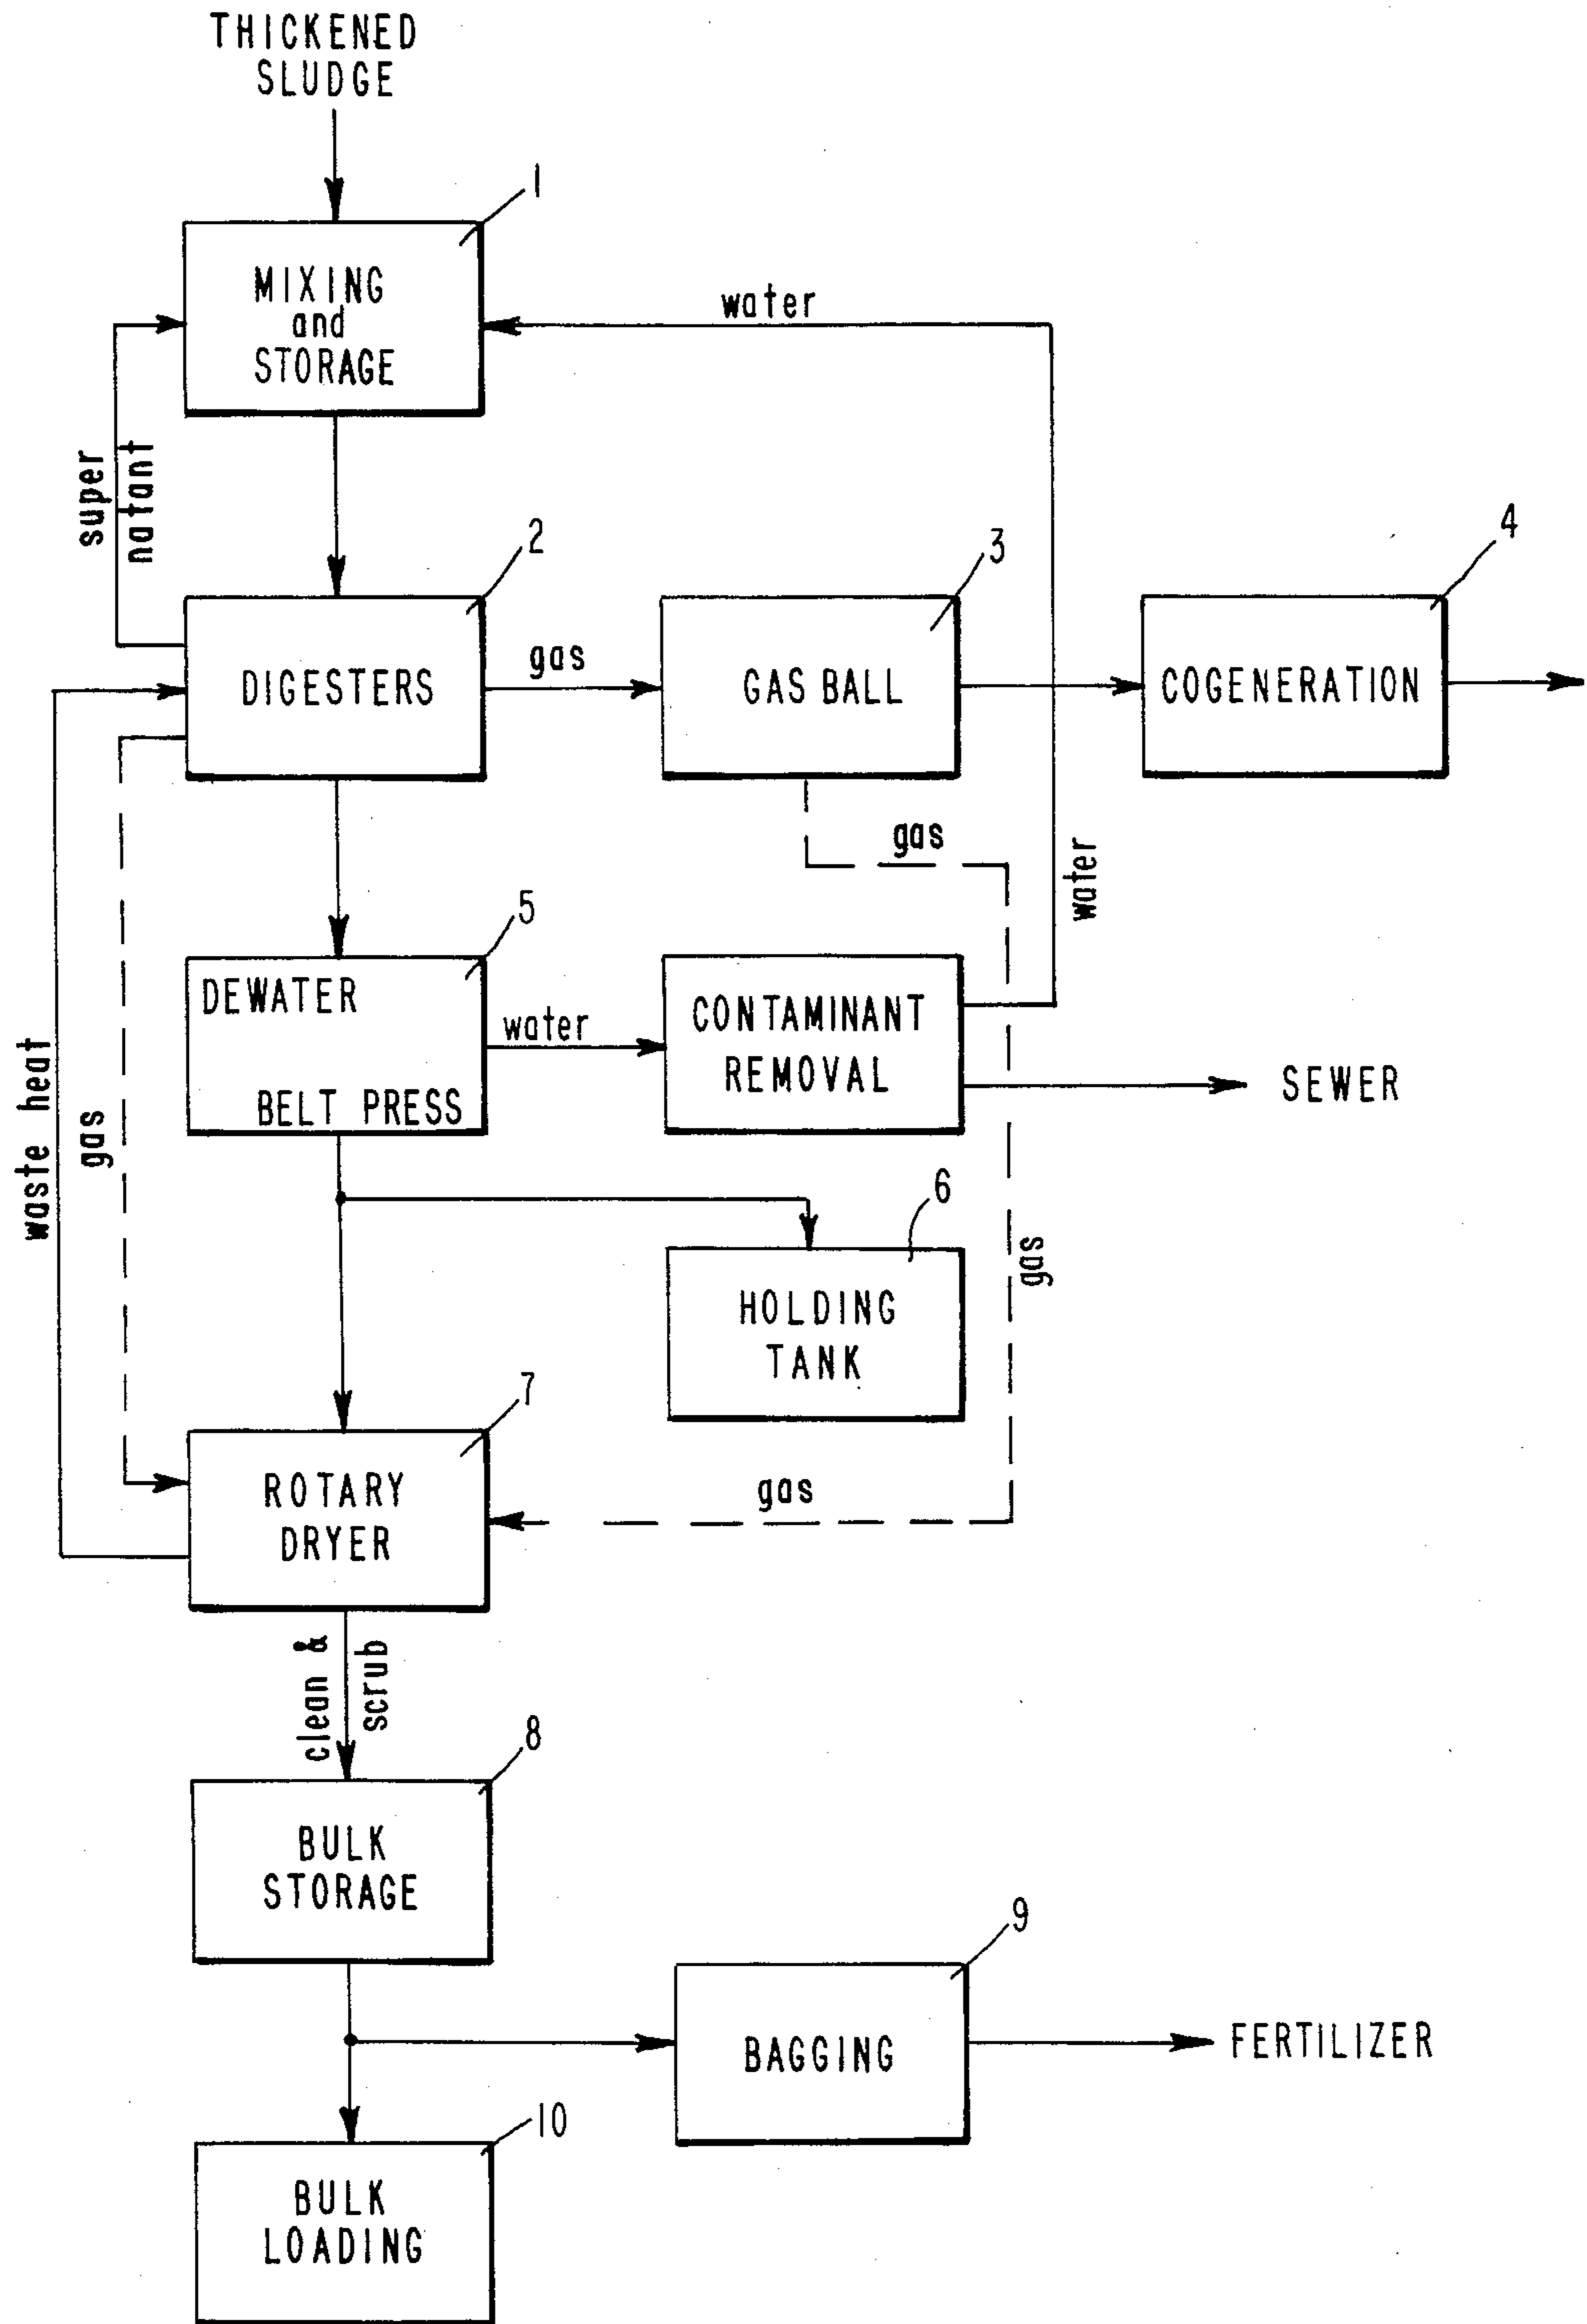 THICKENED
SLUDGE
1
MIXING
and
STORAGE
water
super
natant
2
3
4
DIGESTERS
gas
GAS BALL
COGENERATION
gas
water
5
DEWATER
BELT PRESS
water
CONTAMINANT
REMOVAL
SEWER
waste heat
gas
6
HOLDING
TANK
gas
7
ROTARY
DRYER
gas
clean &
scrub
8
BULK
STORAGE
9
BAGGING
FERTILIZER
10
BULK
LOADING